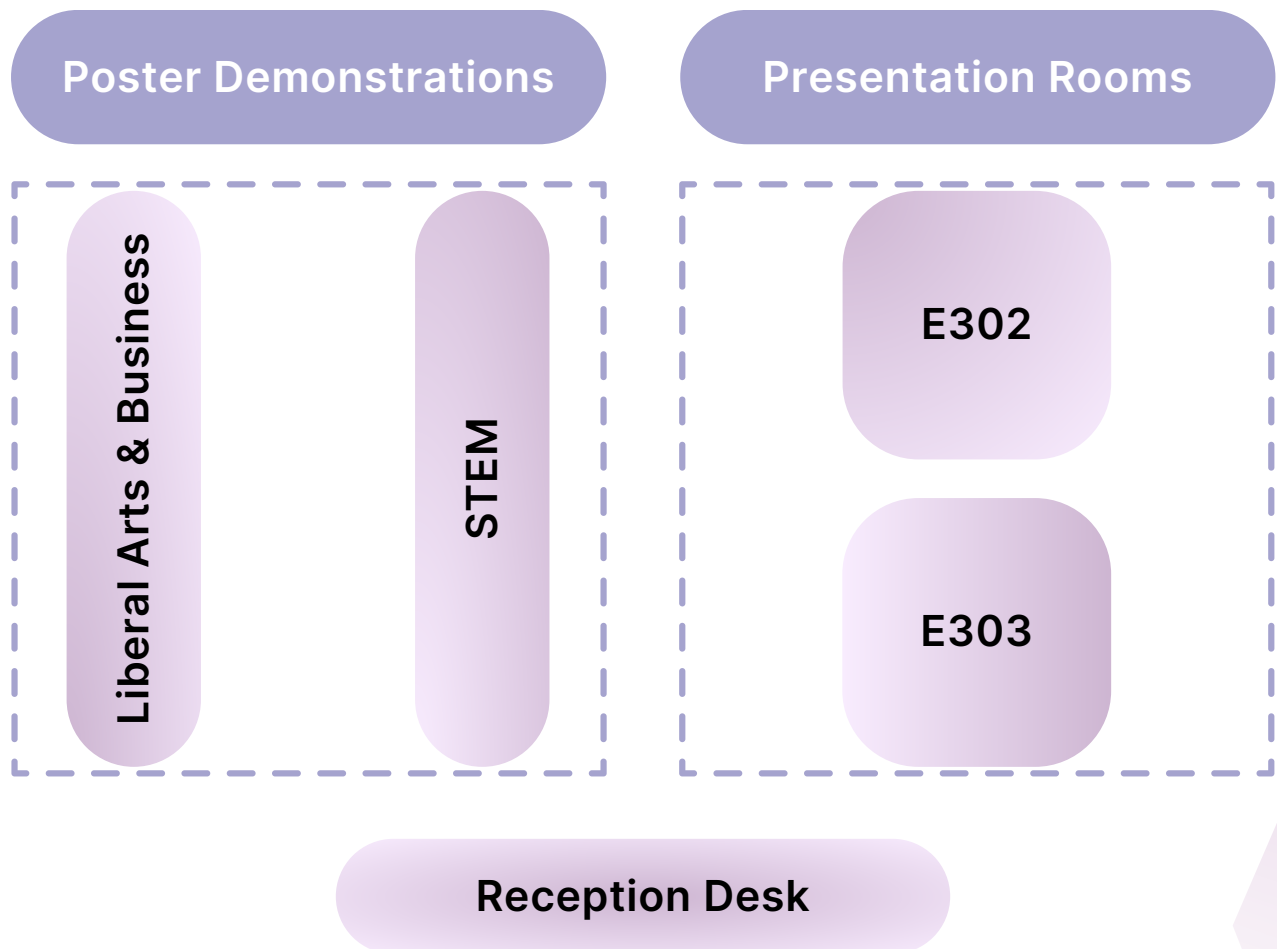 Poster Demonstrations
Presentation Rooms
Liberal Arts & Business
STEM
E302
E303
Reception Desk